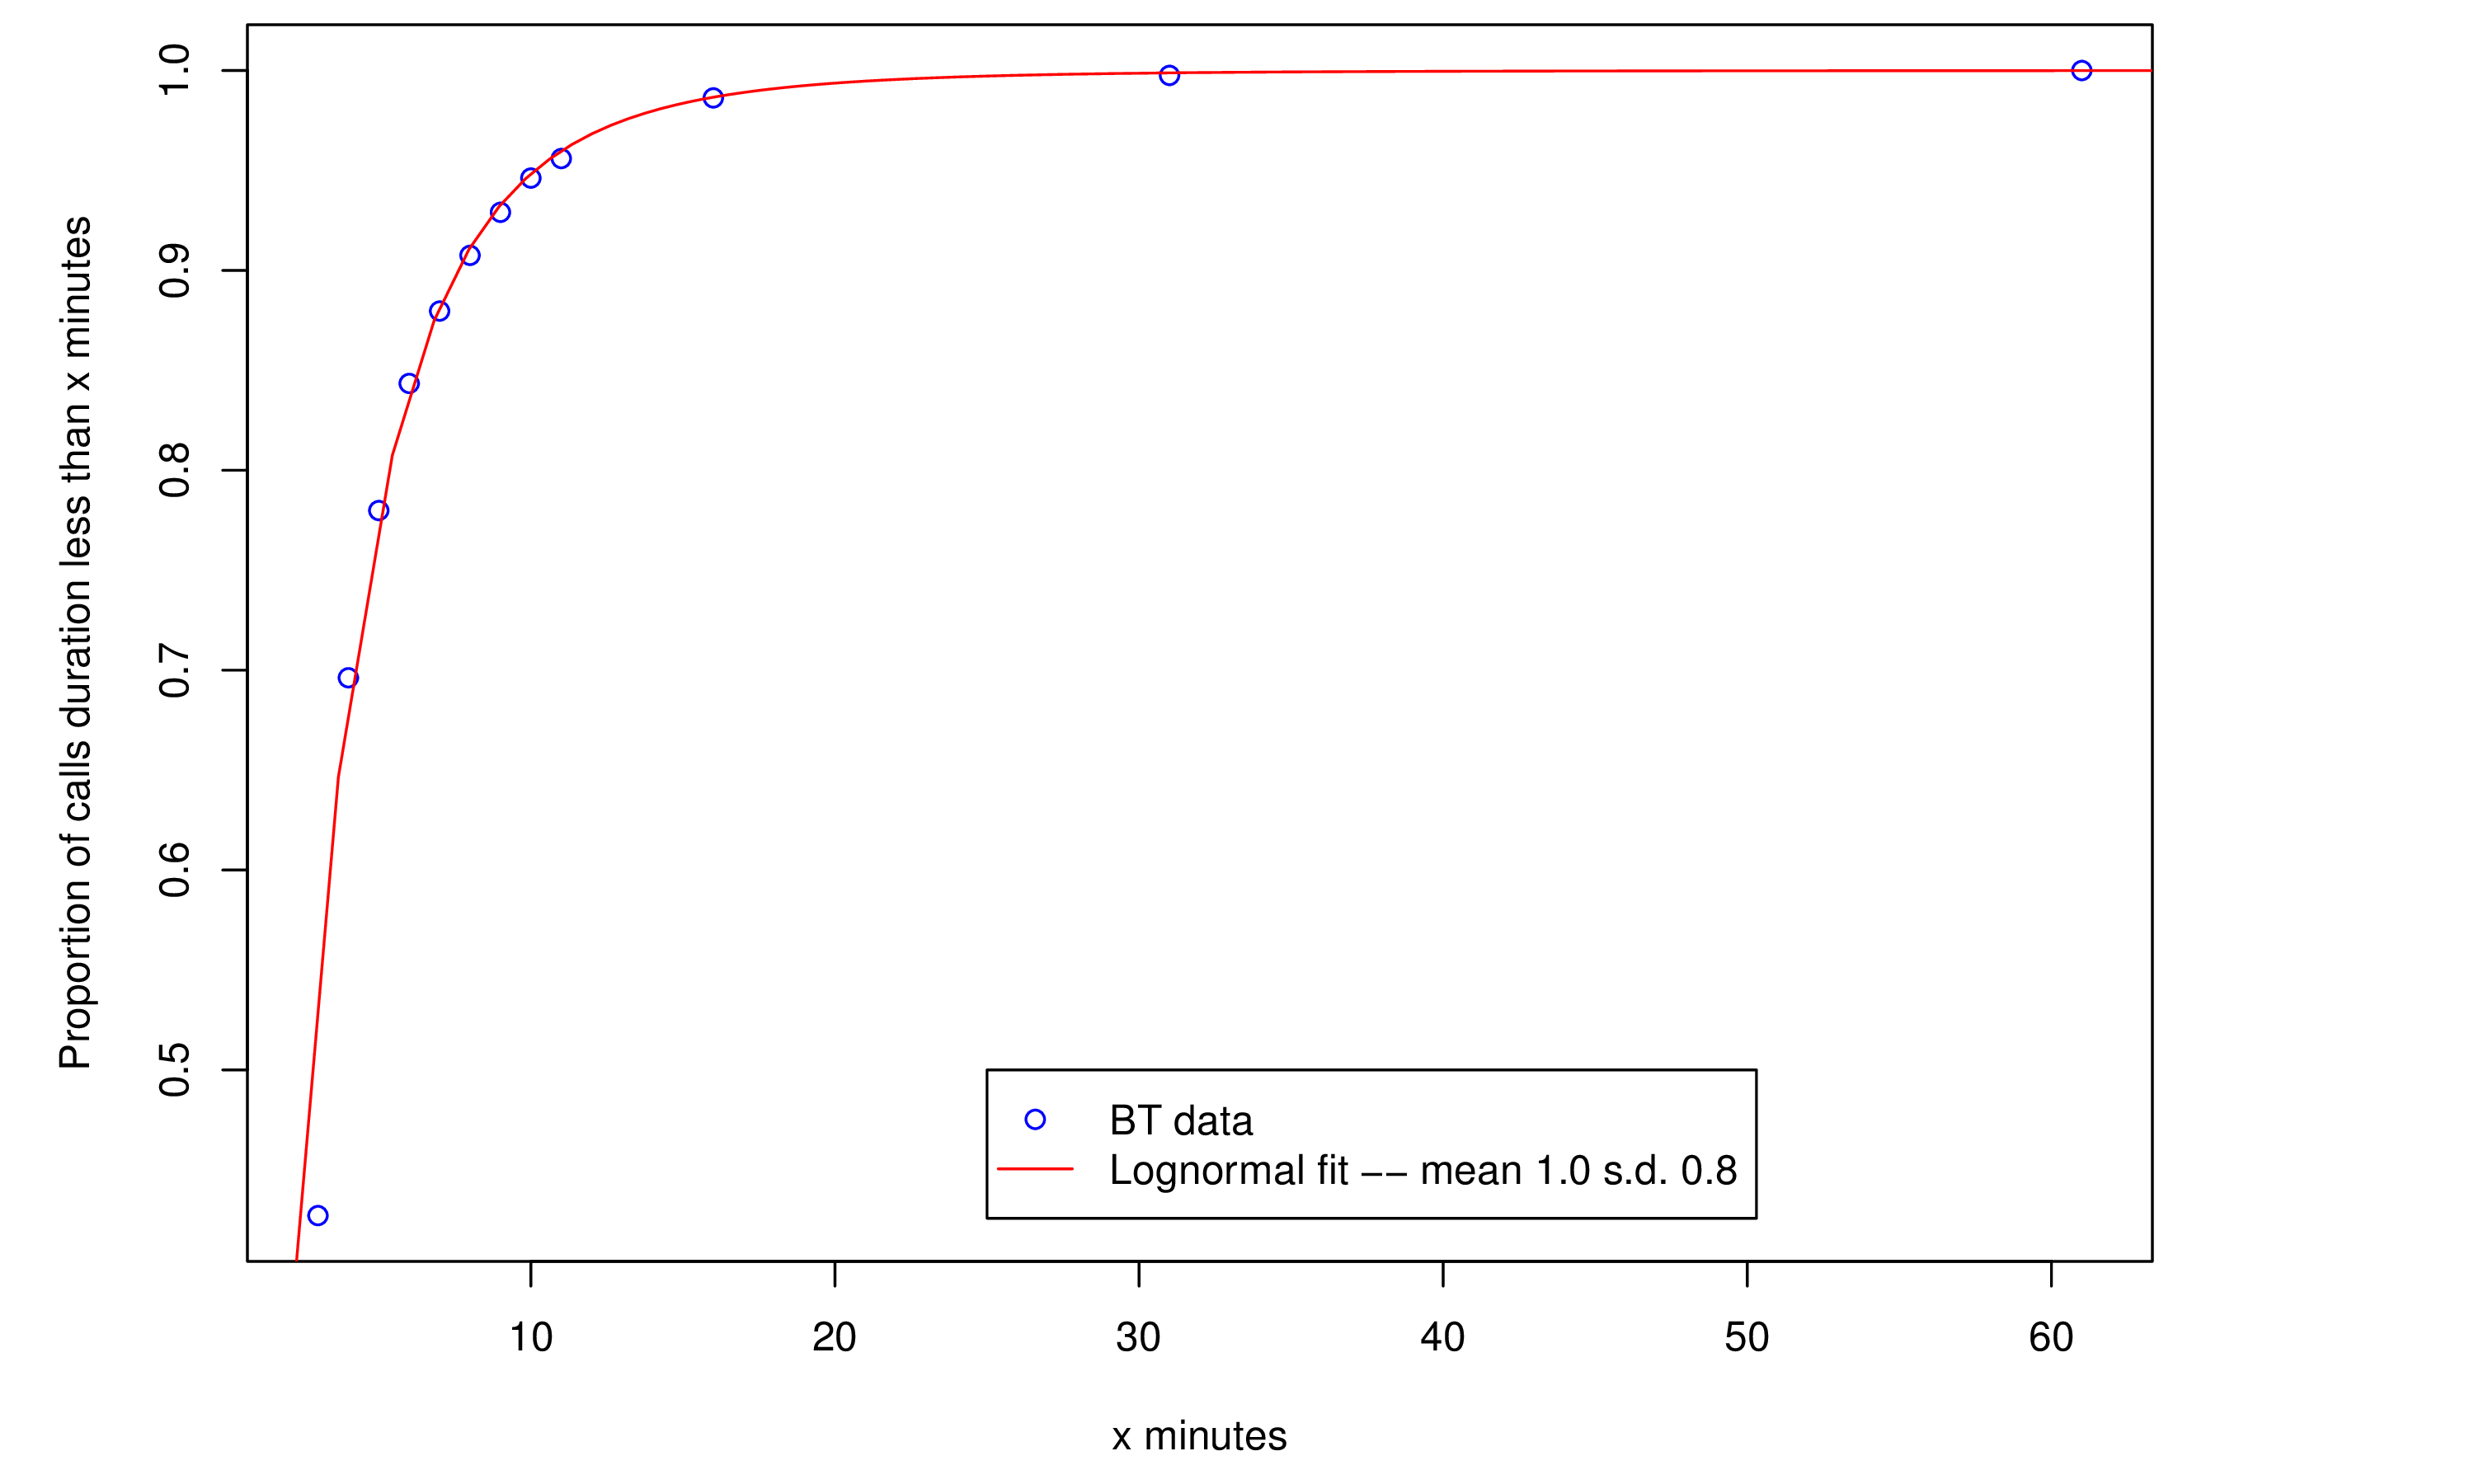 Proportion of calls duration less than x minutes
1.0
0.9
0.8
0.7
0.6
0.5
BT data
Lognormal fit −− mean 1.0 s.d. 0.8
10 20 30 40 50 60
x minutes